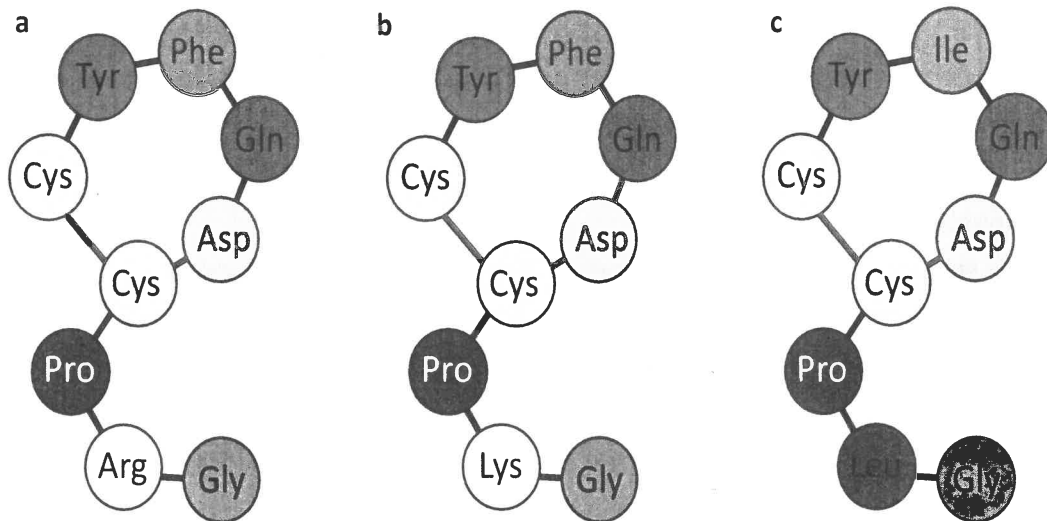 a
Tyr
Phe
Gln
Cys
Asp
Cys
Pro
Arg
Gly
b
Tyr
Phe
Gln
Cys
Asp
Cys
Pro
Lys
Gly
c
Tyr
Ile
Gln
Cys
Asp
Cys
Pro
Leu
Gly